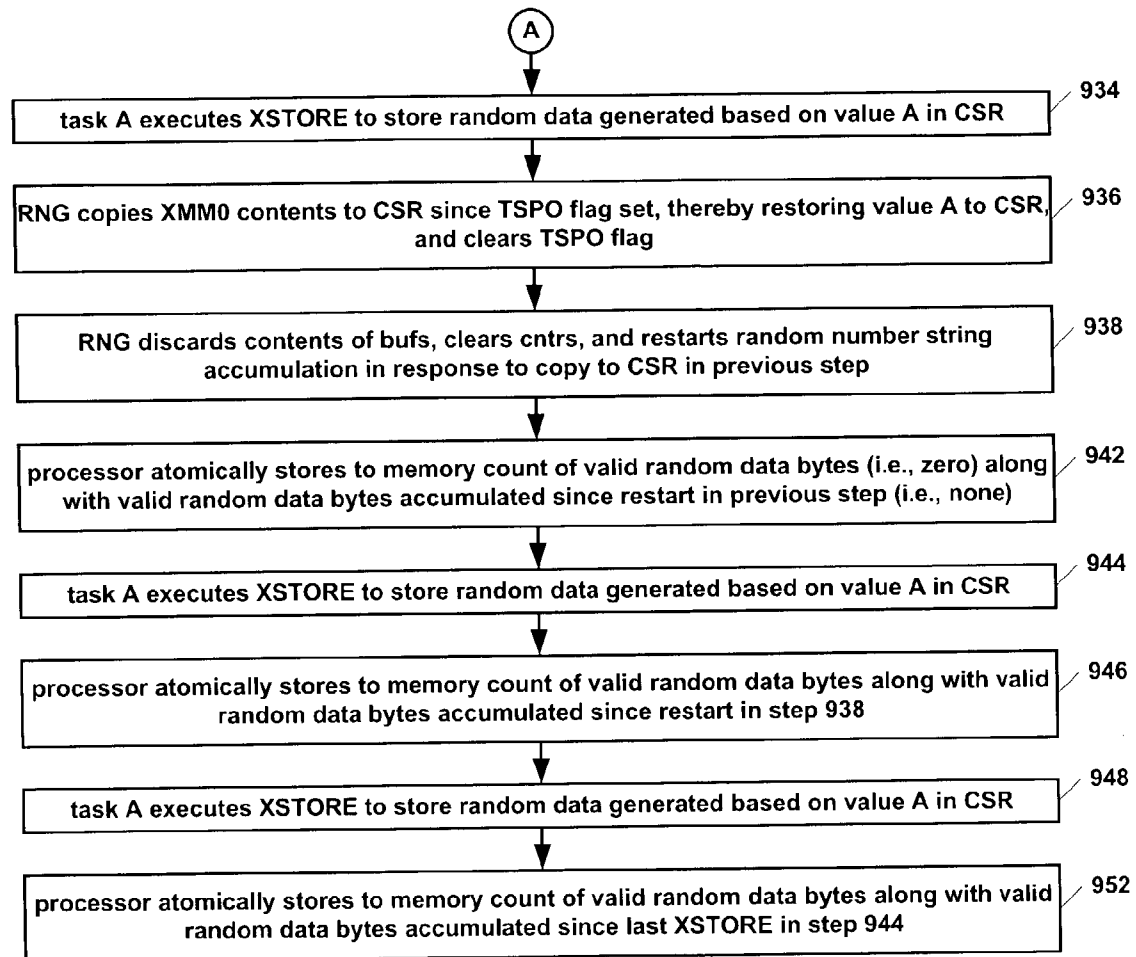 A
934
task A executes XSTORE to store random data generated based on value A in CSR
936
RNG copies XMM0 contents to CSR since TSPO flag set, thereby restoring value A to CSR,
and clears TSPO flag
938
RNG discards contents of bufs, clears cntrs, and restarts random number string
accumulation in response to copy to CSR in previous step
942
processor atomically stores to memory count of valid random data bytes (i.e., zero) along
with valid random data bytes accumulated since restart in previous step (i.e., none)
944
task A executes XSTORE to store random data generated based on value A in CSR
946
processor atomically stores to memory count of valid random data bytes along with valid
random data bytes accumulated since restart in step 938
948
task A executes XSTORE to store random data generated based on value A in CSR
952
processor atomically stores to memory count of valid random data bytes along with valid
random data bytes accumulated since last XSTORE in step 944